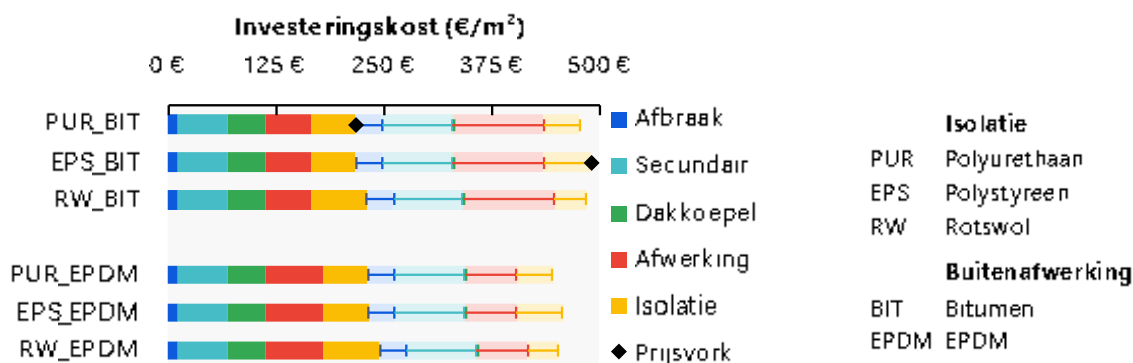 Investeringskost (€/m²)
0 € 125 € 250 € 375 € 500 €
PUR_BIT
EPS_BIT
RW_BIT
PUR_EPDM
EPS_EPDM
RW_EPDM
Afbraak
Secundair
Dakkoepel
Afwerking
Isolatie
Prijsvork
Isolatie
PUR Polyurethaan
EPS Polystyreen
RW Rotswol
Buitenafwerking
BIT Bitumen
EPDM EPDM